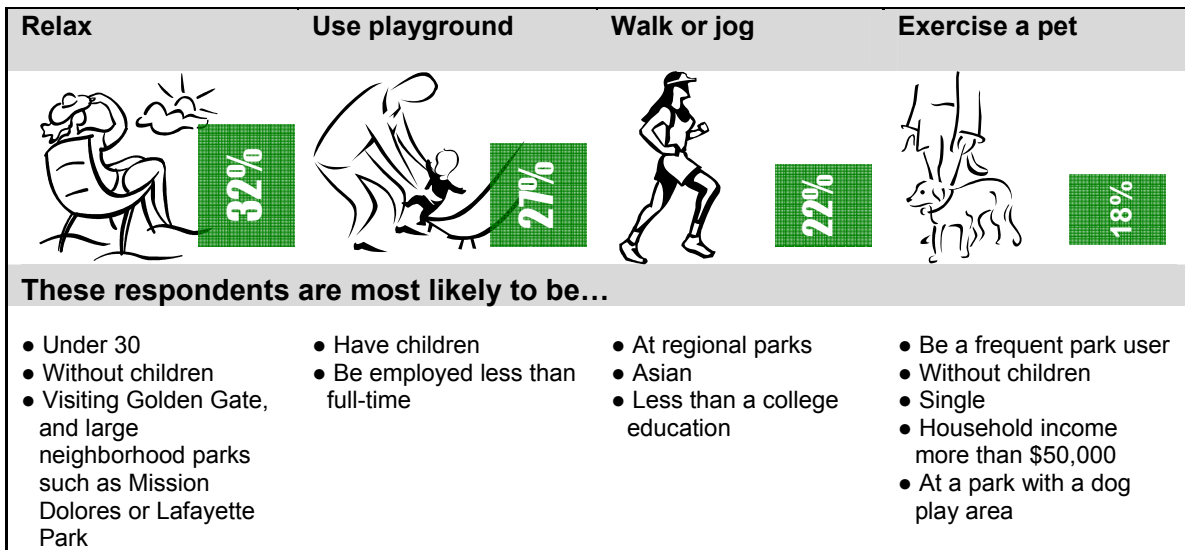 Relax
Use playground
Walk or jog
Exercise a pet
32%
27%
22%
18%
These respondents are most likely to be…
● Under 30
● Without children
● Visiting Golden Gate,
and large
neighborhood parks
such as Mission
Dolores or Lafayette
Park
● Have children
● Be employed less than
full-time
● At regional parks
● Asian
● Less than a college
education
● Be a frequent park user
● Without children
● Single
● Household income
more than $50,000
● At a park with a dog
play area